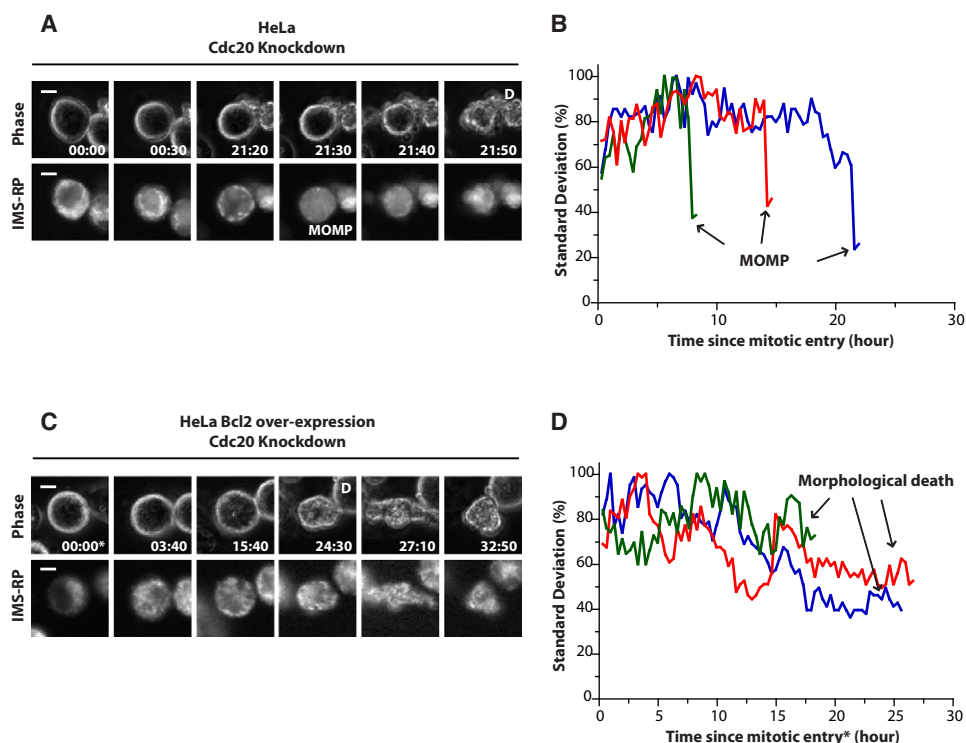 A
HeLa
Cdc20 Knockdown
Phase
00:00
00:30
21:20
21:30
21:40
D
21:50
IMS-RP
MOMP
B
Standard Deviation (%)
100
80
60
40
20
0
MOMP
0
10
20
30
Time since mitotic entry (hour)
C
HeLa Bcl2 over-expression
Cdc20 Knockdown
Phase
00:00*
03:40
15:40
D
24:30
27:10
32:50
IMS-RP
D
Standard Deviation (%)
100
80
60
40
20
0
Morphological death
0
5
10
15
20
25
30
Time since mitotic entry* (hour)